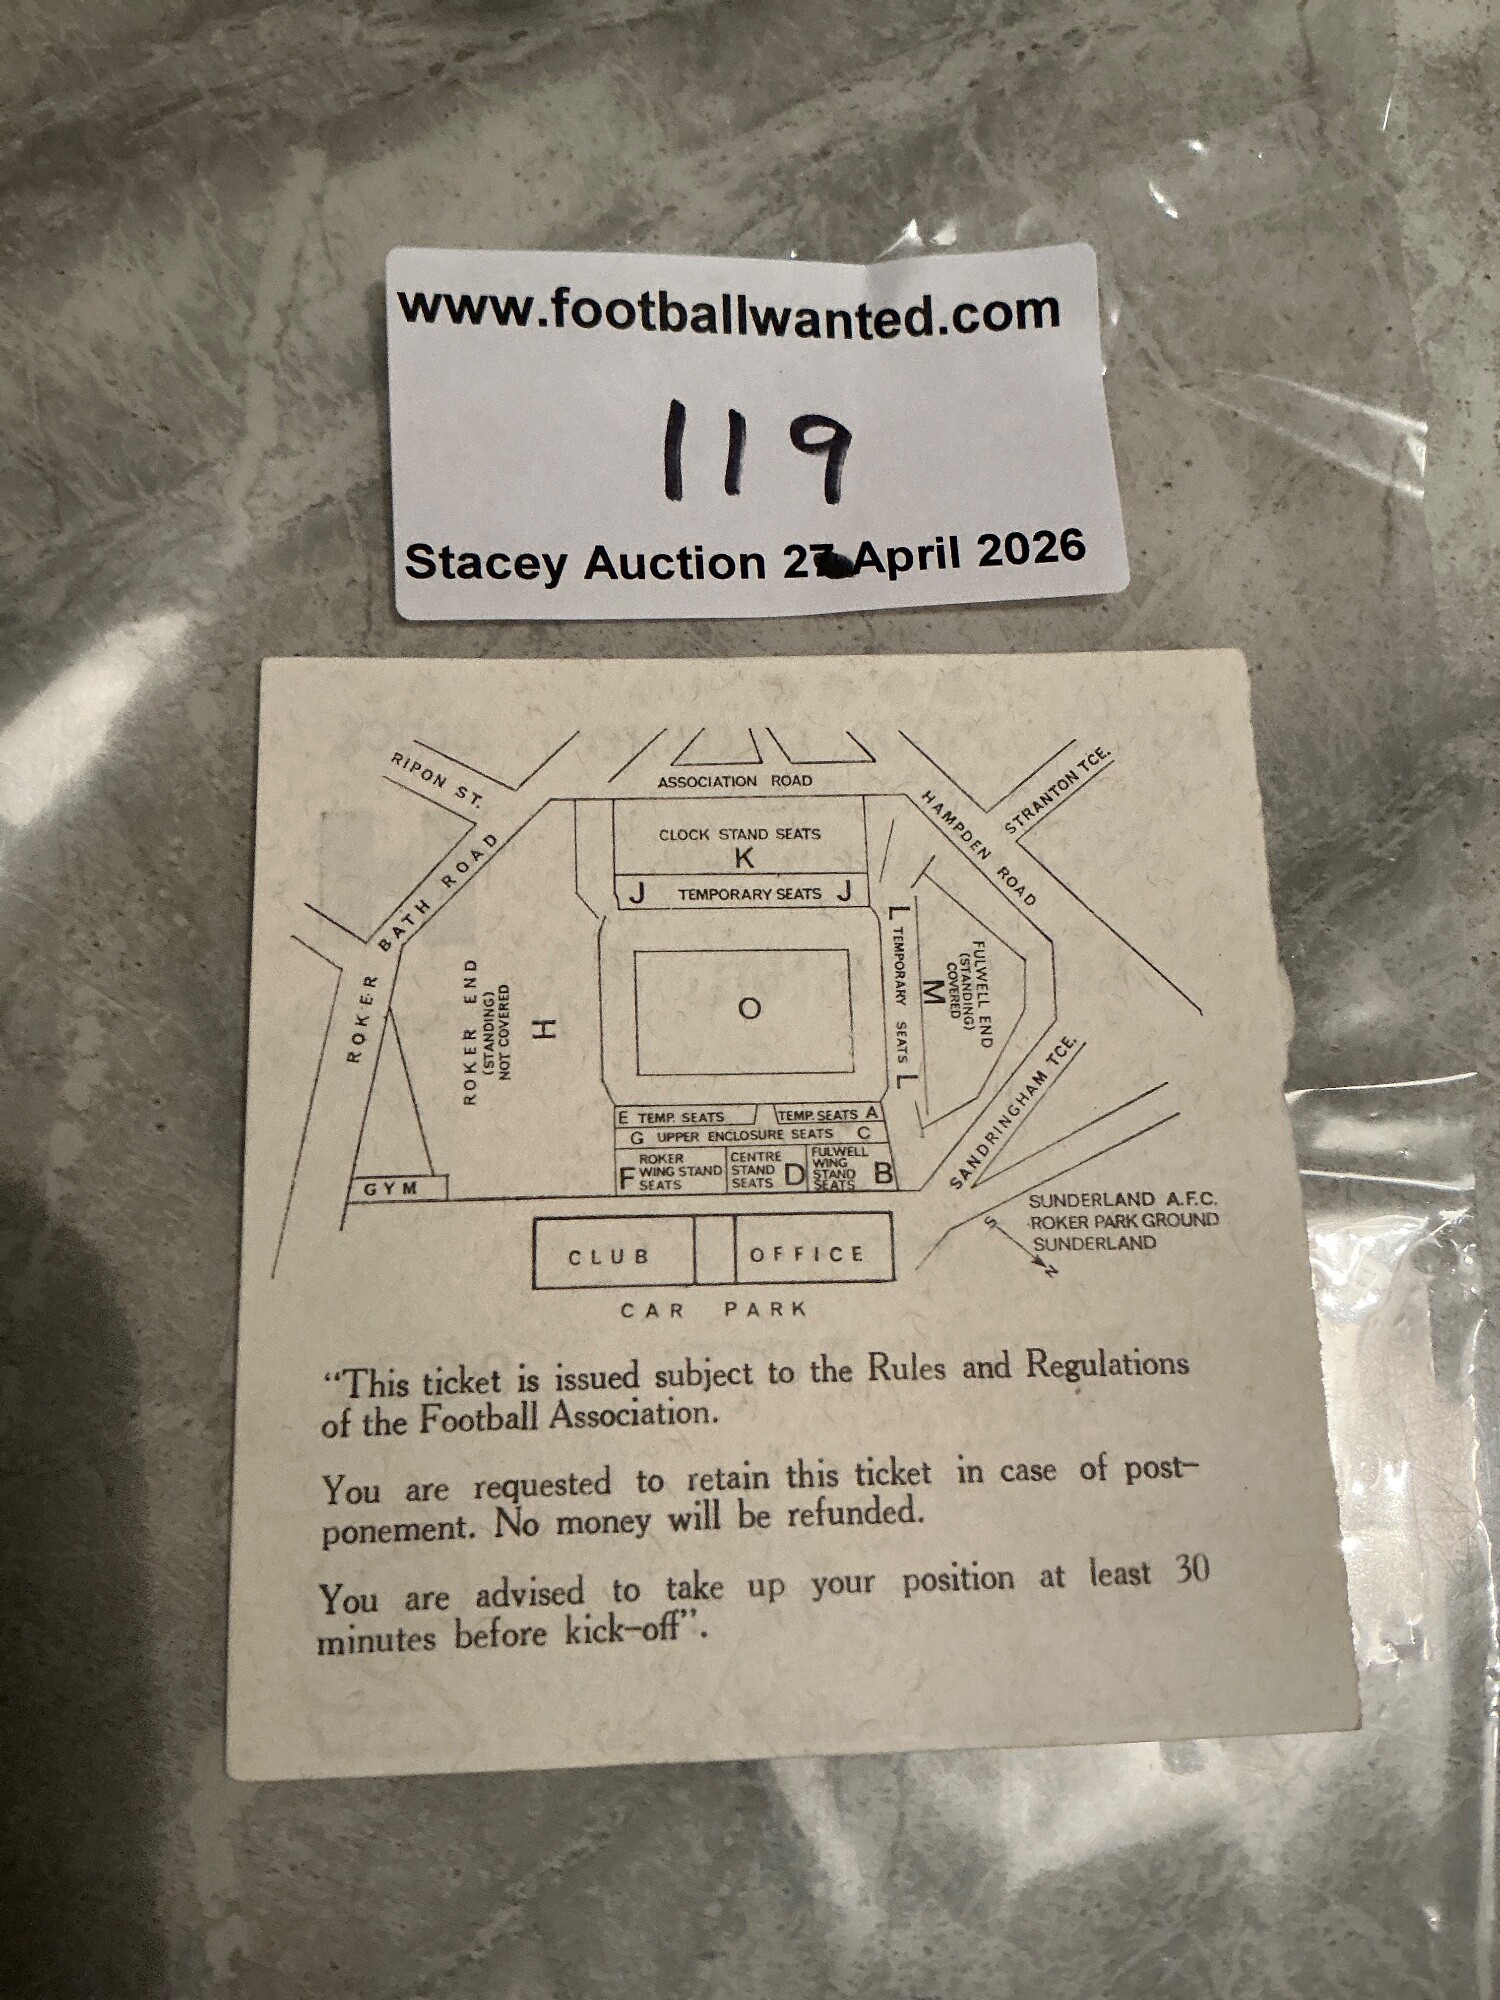 www.footballwanted.com
119
Stacey Auction 27 April 2026
RIPON ST.
ASSOCIATION ROAD
STRANTON TCE.
HAMPDEN ROAD
BATH ROAD
ROKER
CLOCK STAND SEATS
K
J TEMPORARY SEATS J
ROKER END
(STANDING)
NOT COVERED
H
O
L TEMPORARY SEATS L
M
FULWELL END
(STANDING)
COVERED
E TEMP. SEATS
TEMP. SEATS A
G UPPER ENCLOSURE SEATS C
F ROKER
WING STAND
SEATS
CENTRE
STAND
SEATS D
FULWELL
WING
STAND
SEATS B
SANDRINGHAM TCE.
GYM
CLUB OFFICE
CAR PARK
SUNDERLAND A.F.C.
ROKER PARK GROUND
SUNDERLAND
S
N
“This ticket is issued subject to the Rules and Regulations
of the Football Association.
You are requested to retain this ticket in case of post-
ponement. No money will be refunded.
You are advised to take up your position at least 30
minutes before kick-off”.